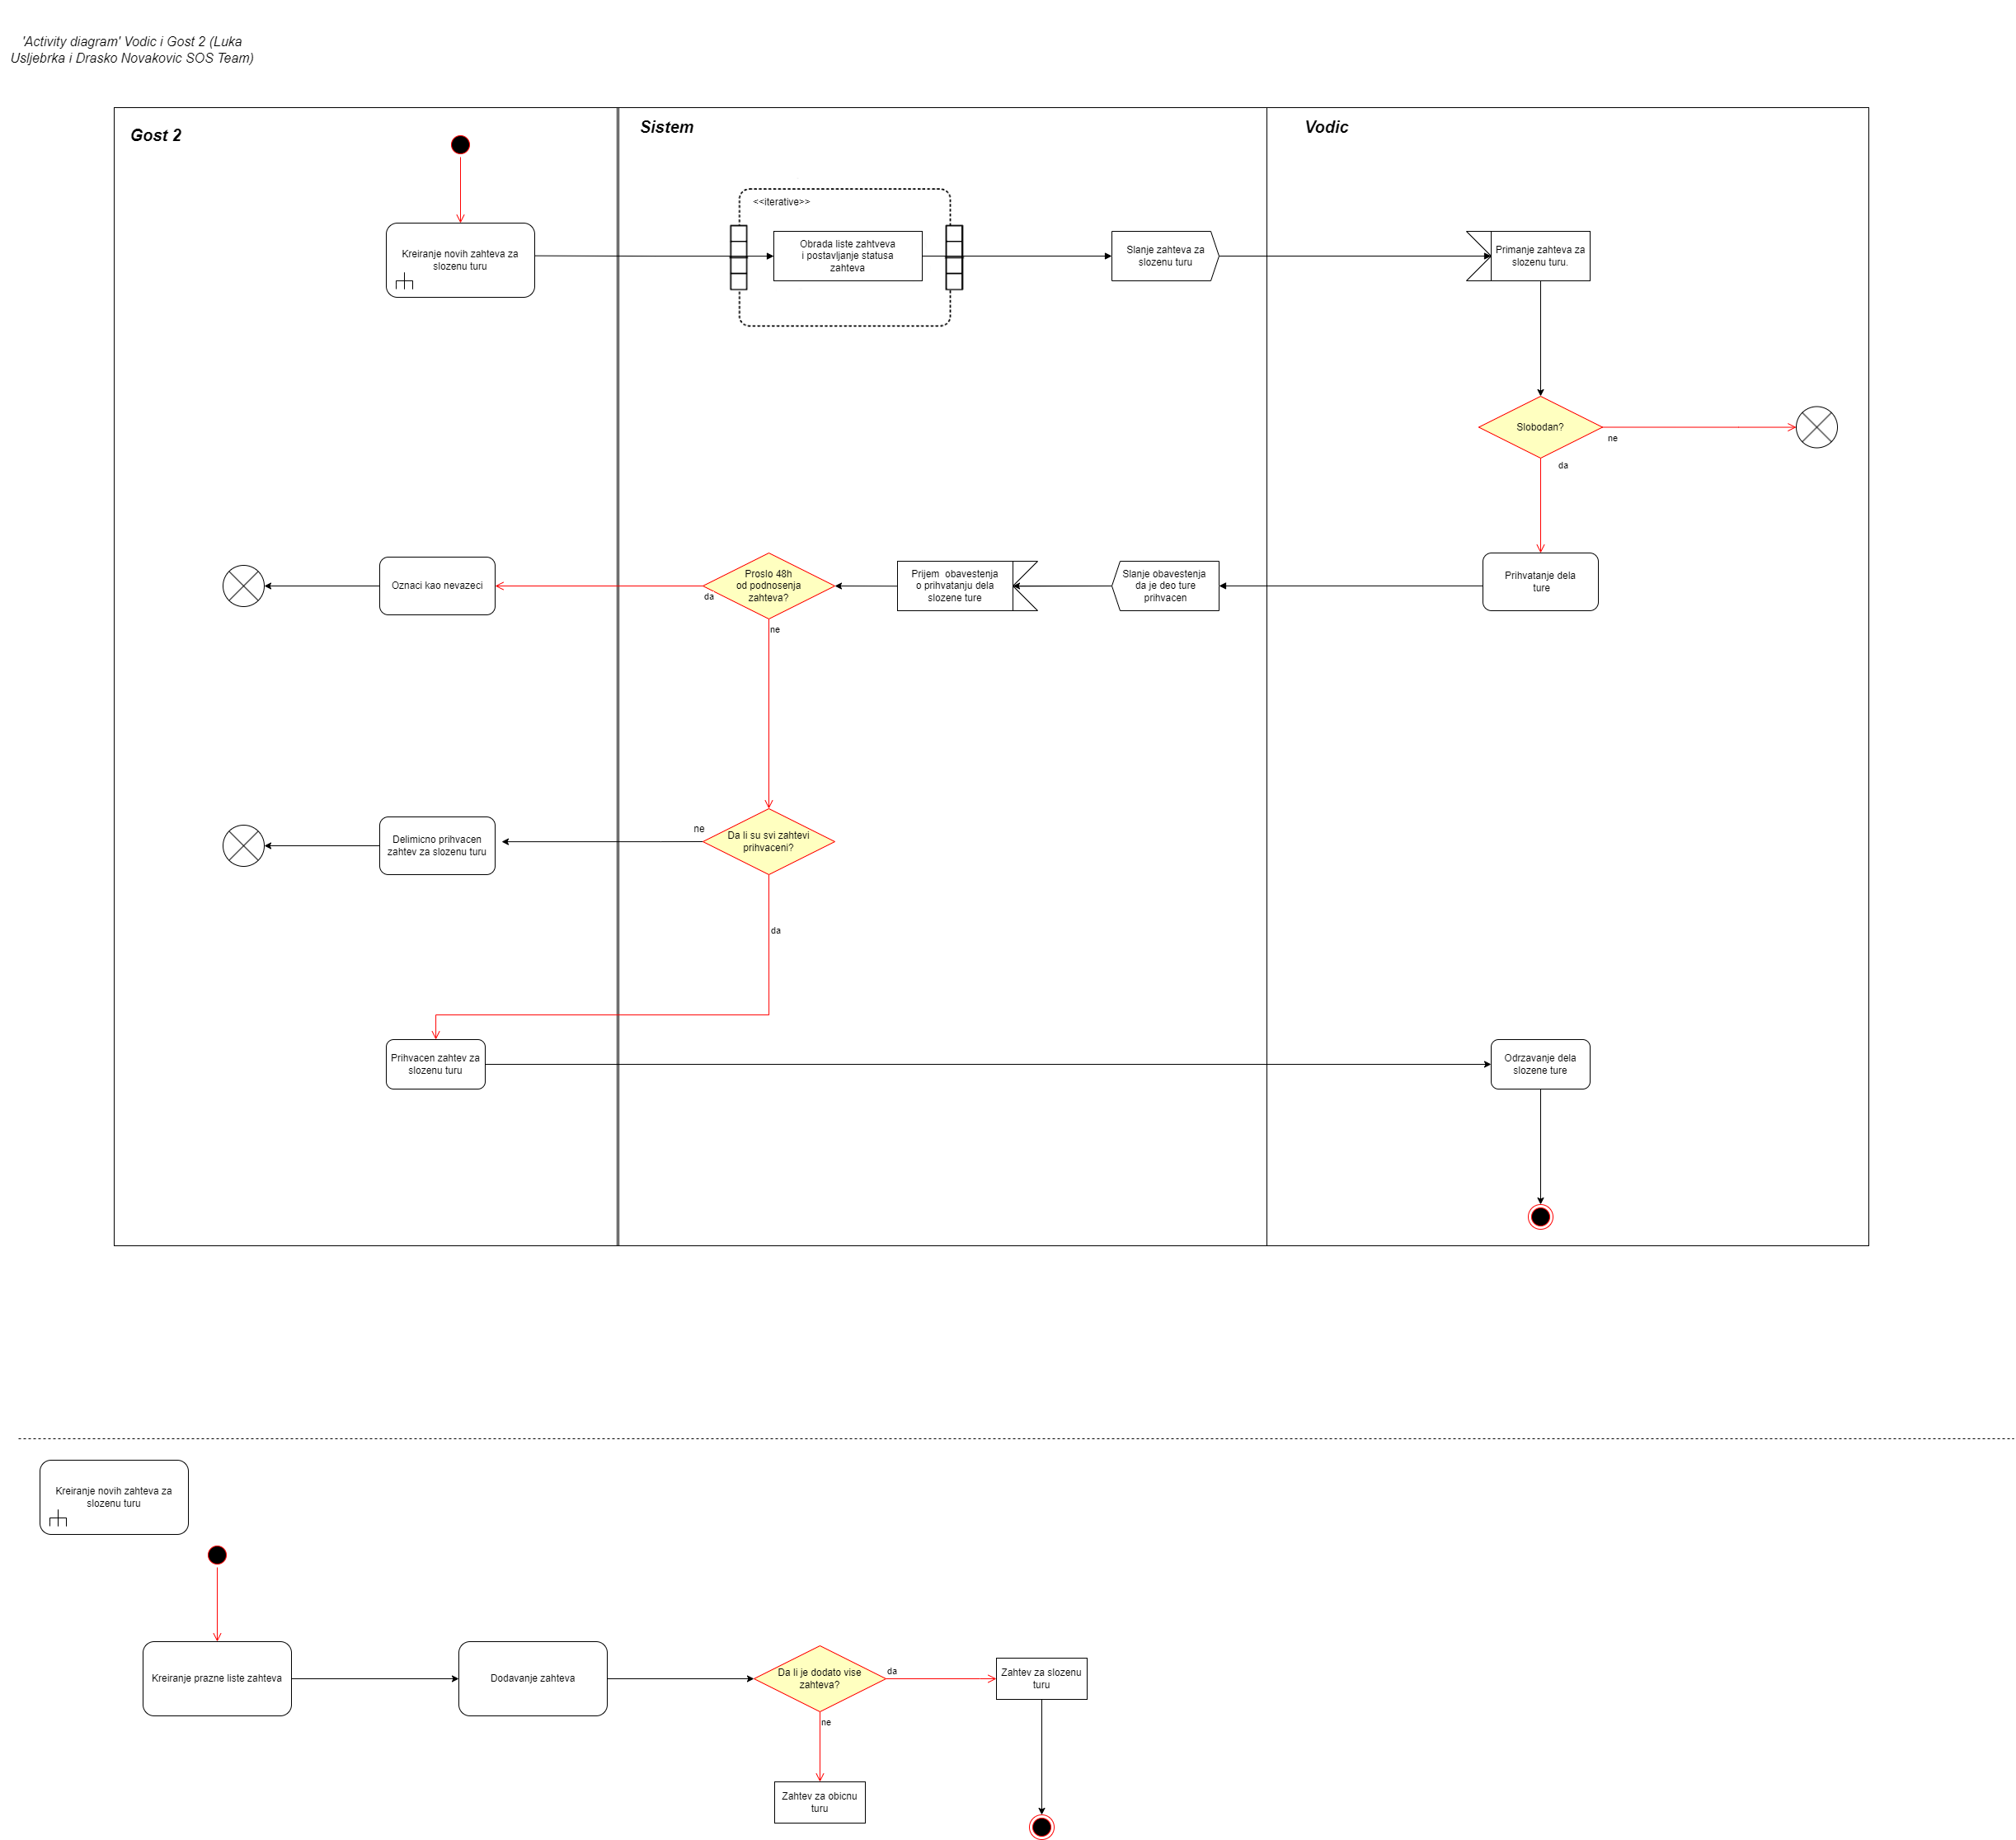 'Activity diagram' Vodic i Gost 2 (Luka
Usljebrka i Drasko Novakovic SOS Team)
Gost 2
Sistem
Vodic
<<iterative>>
Kreiranje novih zahteva za
slozenu turu
Obrada liste zahtveva
i postavljanje statusa
zahteva
Slanje zahteva za
slozenu turu
Primanje zahteva za
slozenu turu.
Slobodan?
ne
da
Oznaci kao nevazeci
Proslo 48h
od podnosenja
zahteva?
da
ne
Prijem  obavestenja
o prihvatanju dela
slozene ture
Slanje obavestenja
da je deo ture
prihvacen
Prihvatanje dela
ture
Delimicno prihvacen
zahtev za slozenu turu
ne
Da li su svi zahtevi
prihvaceni?
da
Prihvacen zahtev za
slozenu turu
Odrzavanje dela
slozene ture
Kreiranje novih zahteva za
slozenu turu
Kreiranje prazne liste zahteva
Dodavanje zahteva
Da li je dodato vise
zahteva?
da
ne
Zahtev za slozenu
turu
Zahtev za obicnu
turu